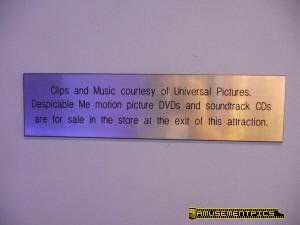 Clips and Music courtesy of Universal Pictures.
Despicable Me motion picture DVDs and soundtrack CDs
are for sale in the store at the exit of this attraction.
AMUSEMENTPICS